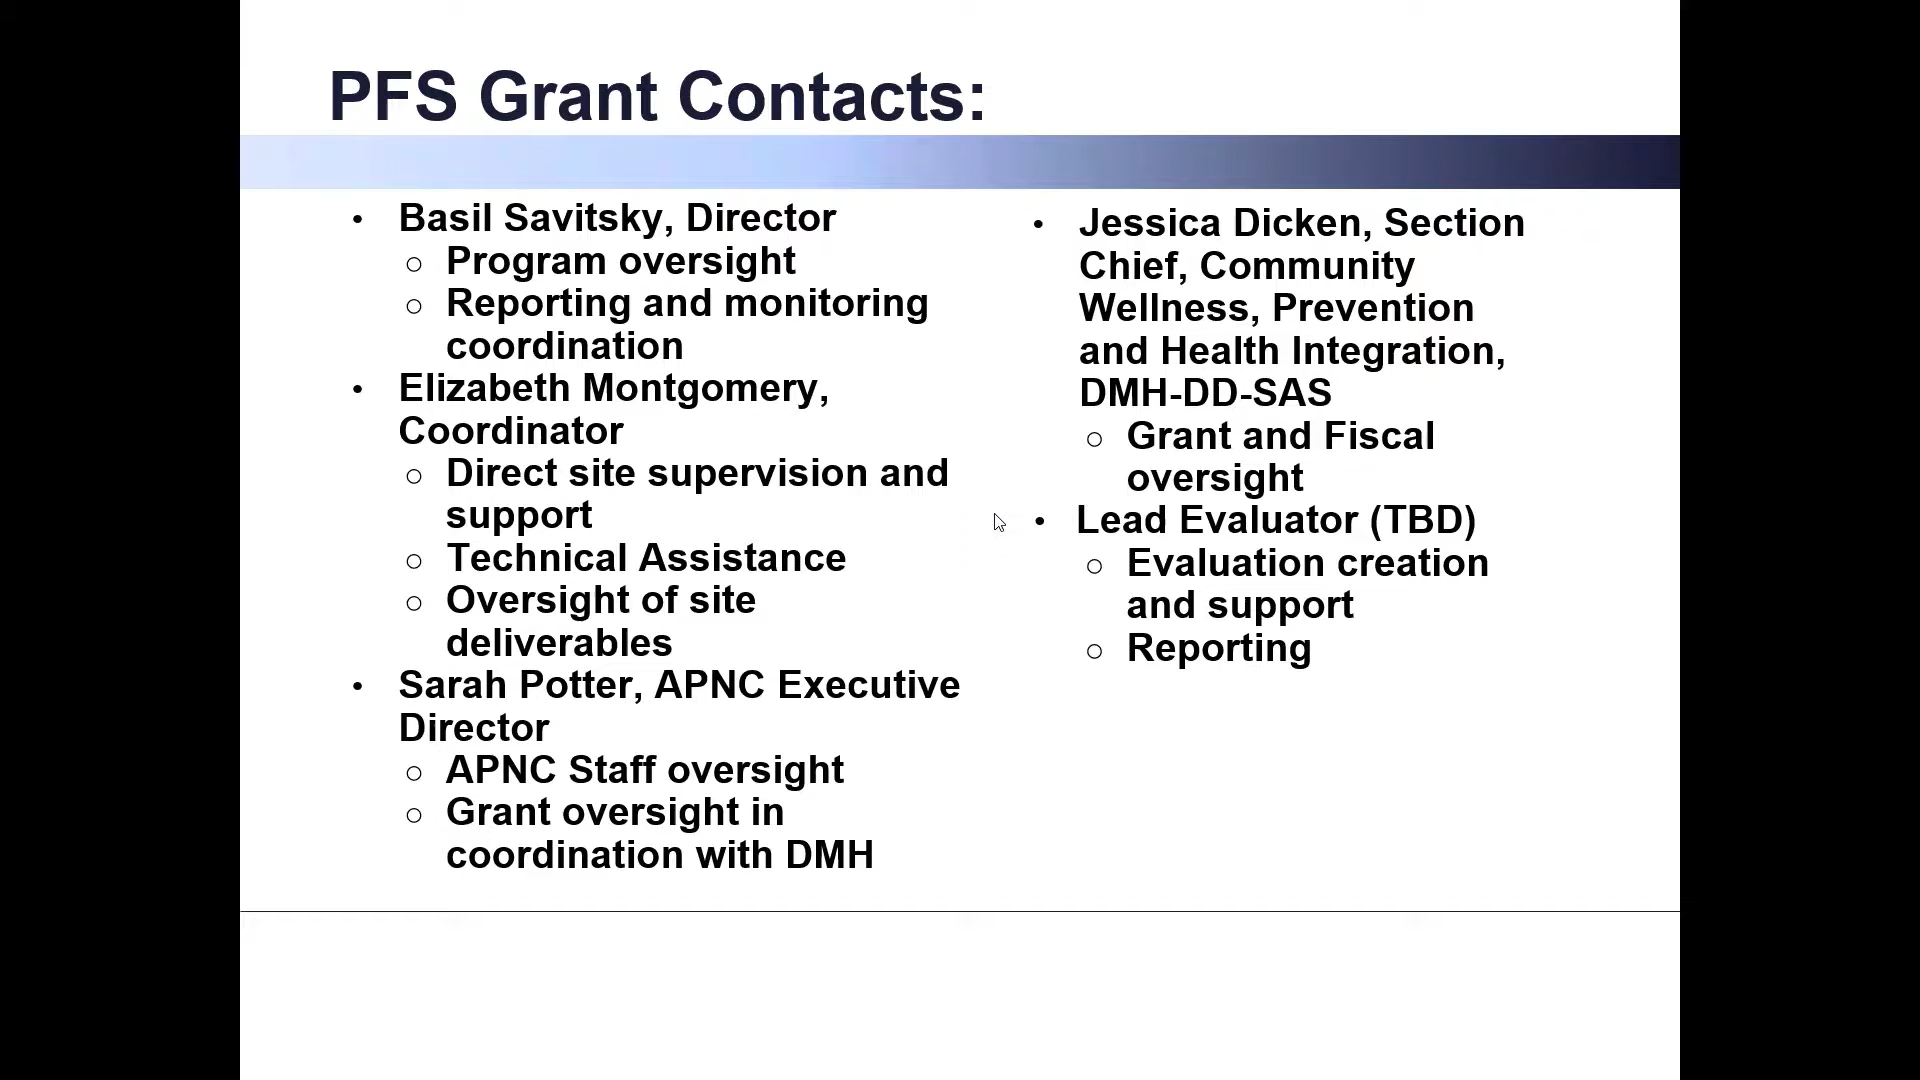 PFS Grant Contacts:
• Basil Savitsky, Director
○ Program oversight
○ Reporting and monitoring
coordination
• Elizabeth Montgomery,
Coordinator
○ Direct site supervision and
support
○ Technical Assistance
○ Oversight of site
deliverables
• Sarah Potter, APNC Executive
Director
○ APNC Staff oversight
○ Grant oversight in
coordination with DMH
• Jessica Dicken, Section
Chief, Community
Wellness, Prevention
and Health Integration,
DMH-DD-SAS
○ Grant and Fiscal
oversight
• Lead Evaluator (TBD)
○ Evaluation creation
and support
○ Reporting